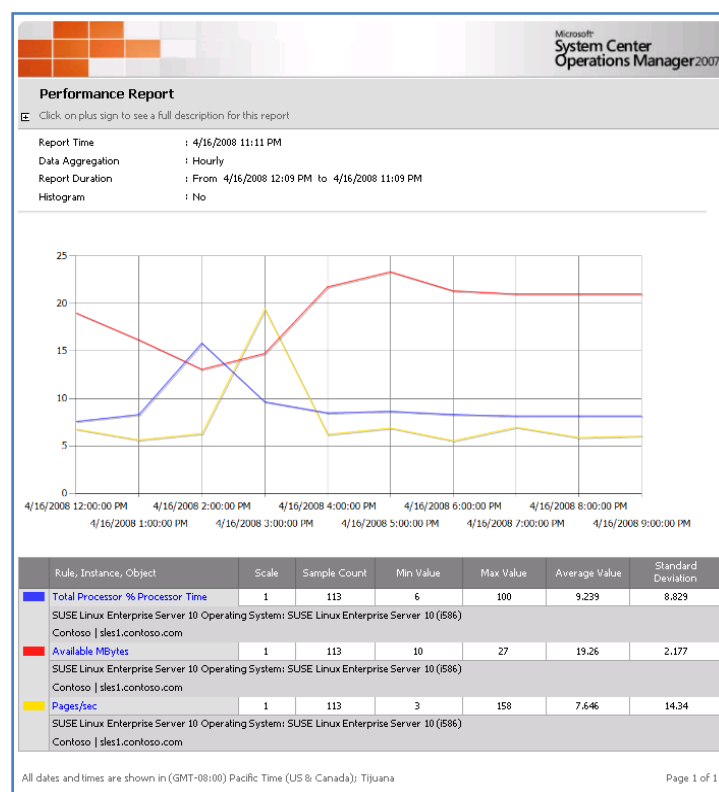 Microsoft
System Center
Operations Manager 2007
Performance Report
Click on plus sign to see a full description for this report
Report Time : 4/16/2008 11:11 PM
Data Aggregation : Hourly
Report Duration : From 4/16/2008 12:09 PM to 4/16/2008 11:09 PM
Histogram : No
25
20
15
10
5
0
4/16/2008 12:00:00 PM 4/16/2008 2:00:00 PM 4/16/2008 4:00:00 PM 4/16/2008 6:00:00 PM 4/16/2008 8:00:00 PM
4/16/2008 1:00:00 PM 4/16/2008 3:00:00 PM 4/16/2008 5:00:00 PM 4/16/2008 7:00:00 PM 4/16/2008 9:00:00 PM
Rule, Instance, Object Scale Sample Count Min Value Max Value Average Value Standard Deviation
Total Processor % Processor Time 1 113 6 100 9.239 8.829
SUSE Linux Enterprise Server 10 Operating System: SUSE Linux Enterprise Server 10 (i586)
Contoso | sles1.contoso.com
Available MBytes 1 113 10 27 19.26 2.177
SUSE Linux Enterprise Server 10 Operating System: SUSE Linux Enterprise Server 10 (i586)
Contoso | sles1.contoso.com
Pages/sec 1 113 3 158 7.646 14.34
SUSE Linux Enterprise Server 10 Operating System: SUSE Linux Enterprise Server 10 (i586)
Contoso | sles1.contoso.com
All dates and times are shown in (GMT-08:00) Pacific Time (US & Canada); Tijuana Page 1 of 1